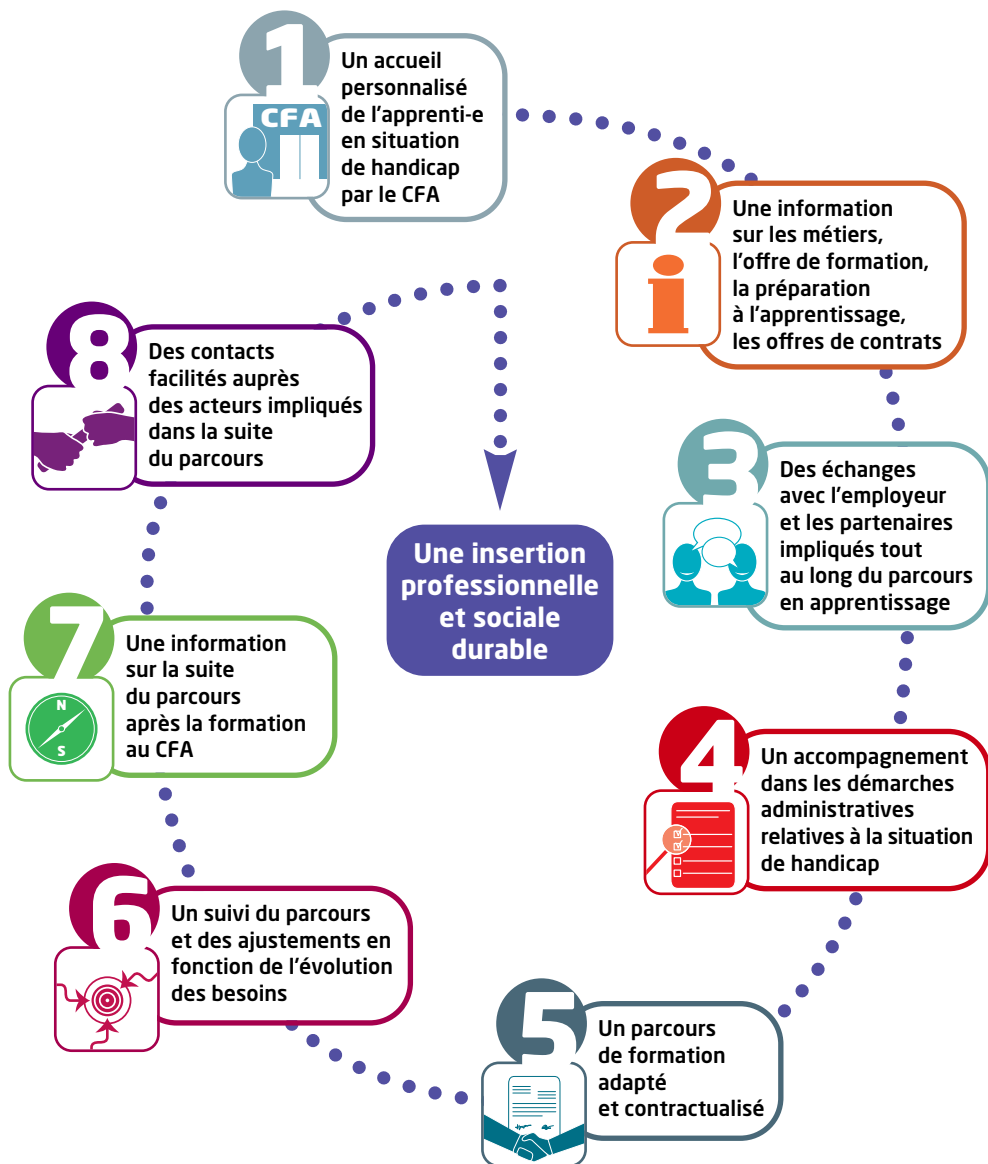 1
CFA
Un accueil
personnalisé
de l'apprenti-e
en situation
de handicap
par le CFA
2
i
Une information
sur les métiers,
l'offre de formation,
la préparation
à l'apprentissage,
les offres de contrats
3
Des échanges
avec l'employeur
et les partenaires
impliqués tout
au long du parcours
en apprentissage
4
Un accompagnement
dans les démarches
administratives
relatives à la situation
de handicap
5
Un parcours
de formation
adapté
et contractualisé
6
Un suivi du parcours
et des ajustements en
fonction de l'évolution
des besoins
7
N
S
Une information
sur la suite
du parcours
après la formation
au CFA
8
Des contacts
facilités auprès
des acteurs impliqués
dans la suite
du parcours
Une insertion
professionnelle
et sociale
durable